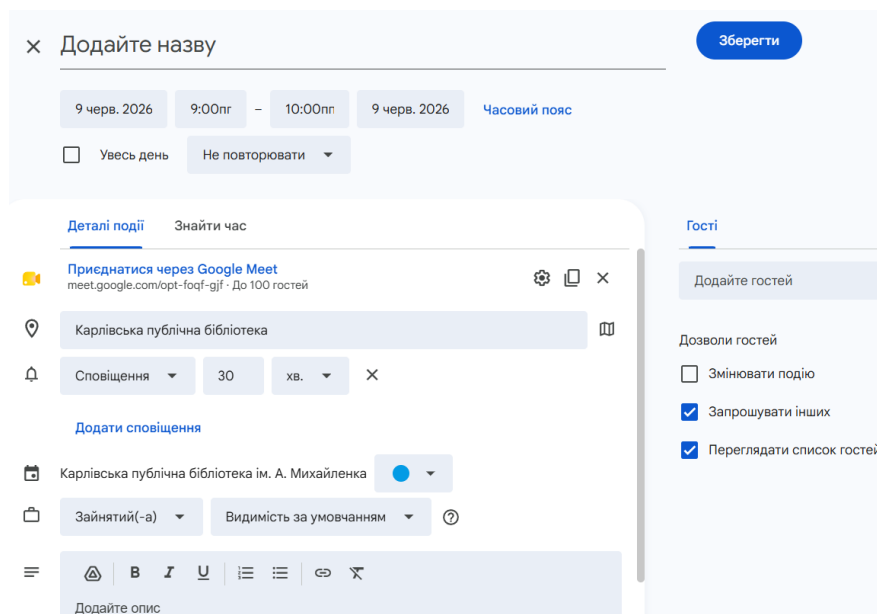 Додайте назву
Зберегти
9 черв. 2026 9:00пг – 10:00пп 9 черв. 2026 Часовий пояс
Увесь день Не повторювати
Деталі події Знайти час
Гості
Приєднатися через Google Meet
meet.google.com/opt-foqf-gjf · До 100 гостей
Додайте гостей
Карлівська публічна бібліотека
Дозволи гостей
Сповіщення 30 хв.
Змінювати подію
Запрошувати інших
Додати сповіщення
Переглядати список гостей
Карлівська публічна бібліотека ім. А. Михайленка
Зайнятий(-а) Видимість за умовчанням
B I U
Додайте опис